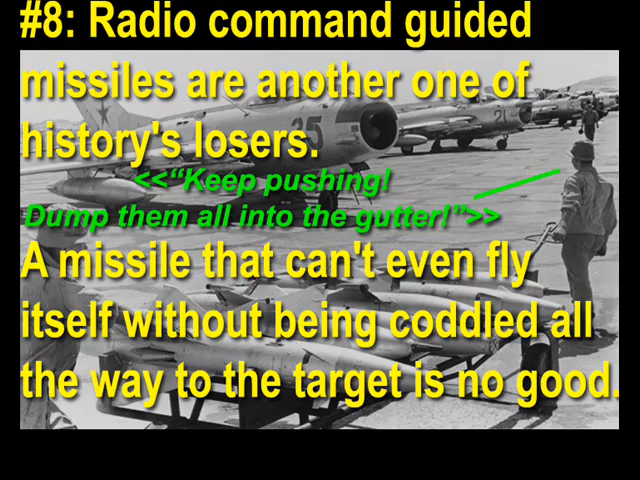 #8: Radio command guided
missiles are another one of
history's losers.
<<“Keep pushing!
Dump them all into the gutter!”>>
A missile that can't even fly
itself without being coddled all
the way to the target is no good.